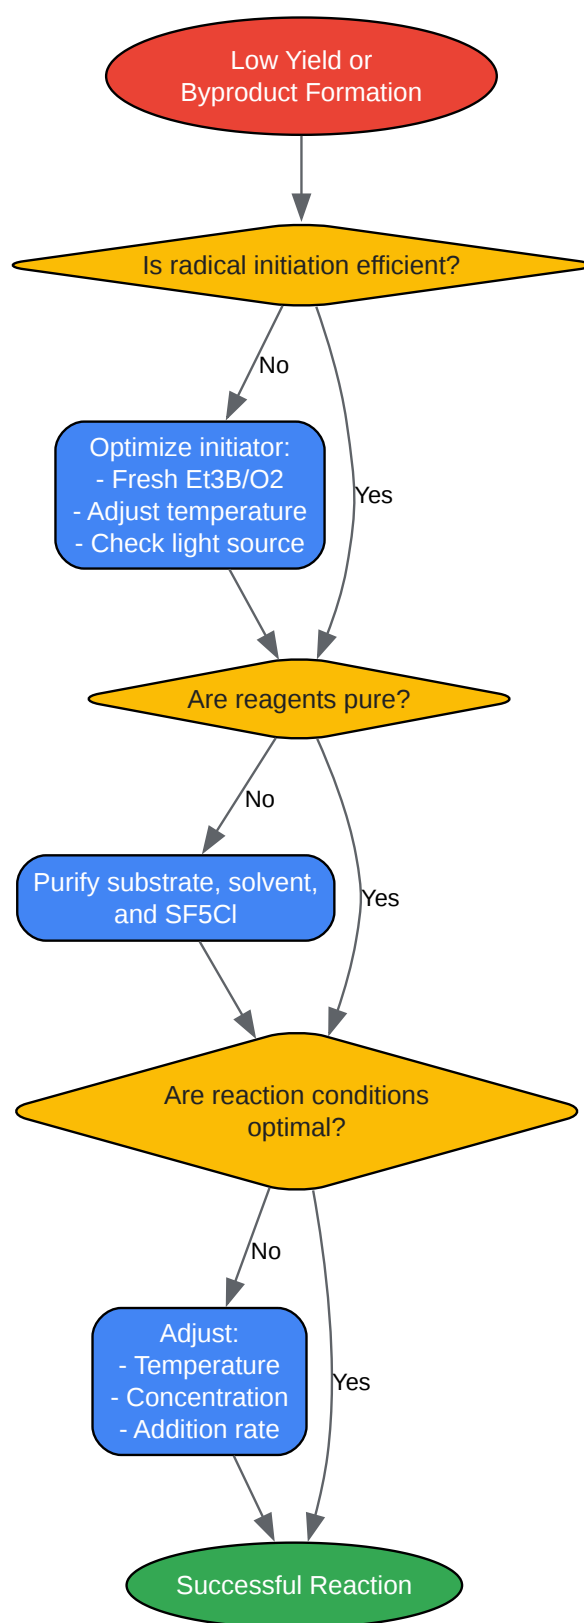 Low Yield or
Byproduct Formation
Is radical initiation efficient?
No
Optimize initiator:
- Fresh Et3B/O2
- Adjust temperature
- Check light source
Yes
Are reagents pure?
No
Purify substrate, solvent,
and SF5Cl
Yes
Are reaction conditions
optimal?
No
Adjust:
- Temperature
- Concentration
- Addition rate
Yes
Successful Reaction